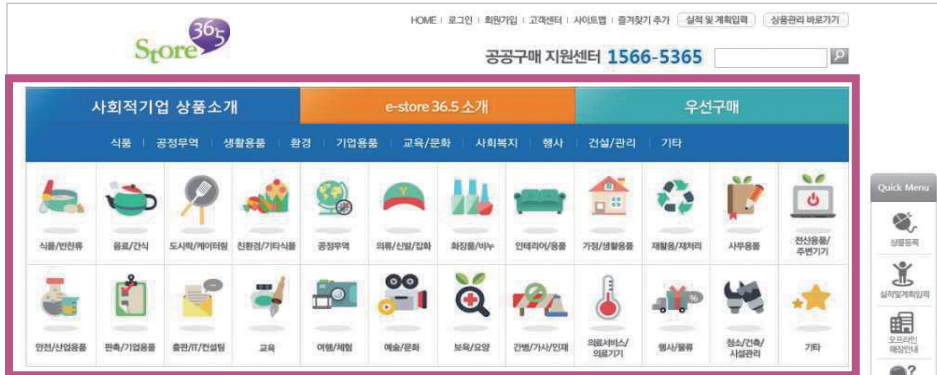 HOME | 로그인 | 회원가입 | 고객센터 | 사이트맵 | 즐겨찾기 추가 실적 및 계획입력 상품관리 바로가기
Store 36.5
공공구매 지원센터 1566-5365
사회적기업 상품소개 e-store 36.5 소개 우선구매
식품 | 공정무역 | 생활용품 | 환경 | 기업용품 | 교육/문화 | 사회복지 | 행사 | 건설/관리 | 기타
식품/반찬류 음료/간식 도시락/케이터링 친환경/기타식품 공정무역 의류/신발/잡화 화장품/비누 인테리어/용품 가정/생활용품 재활용/재처리 사무용품 전산용품/
주변기기
안전/산업용품 판촉/기업용품 출판/IT/컨설팅 교육 여행/체험 예술/문화 보육/요양 간병/가사/인재 의료서비스/
의료기기 행사/물류 청소/건축/
시설관리 기타
Quick Menu
상품등록
실적및계획입력
오프라인
매장안내